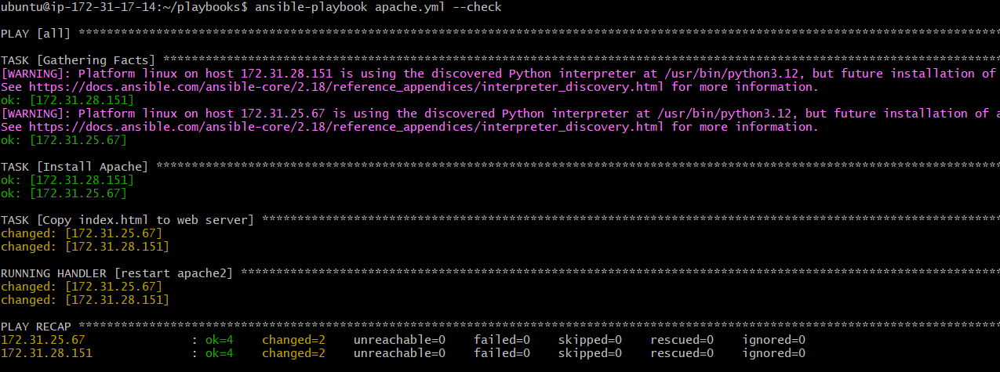 ubuntu@ip-172-31-17-14:~/playbooks$ ansible-playbook apache.yml --check
PLAY [all] ***********************************************************************************************************************************
TASK [Gathering Facts] ***********************************************************************************************************************
[WARNING]: Platform linux on host 172.31.28.151 is using the discovered Python interpreter at /usr/bin/python3.12, but future installation of
See https://docs.ansible.com/ansible-core/2.18/reference_appendices/interpreter_discovery.html for more information.
ok: [172.31.28.151]
[WARNING]: Platform linux on host 172.31.25.67 is using the discovered Python interpreter at /usr/bin/python3.12, but future installation of a
See https://docs.ansible.com/ansible-core/2.18/reference_appendices/interpreter_discovery.html for more information.
ok: [172.31.25.67]
TASK [Install Apache] ************************************************************************************************************************
ok: [172.31.28.151]
ok: [172.31.25.67]
TASK [Copy index.html to web server] *********************************************************************************************************
changed: [172.31.25.67]
changed: [172.31.28.151]
RUNNING HANDLER [restart apache2] ************************************************************************************************************
changed: [172.31.25.67]
changed: [172.31.28.151]
PLAY RECAP ***********************************************************************************************************************************
172.31.25.67               : ok=4    changed=2    unreachable=0    failed=0    skipped=0    rescued=0    ignored=0
172.31.28.151              : ok=4    changed=2    unreachable=0    failed=0    skipped=0    rescued=0    ignored=0